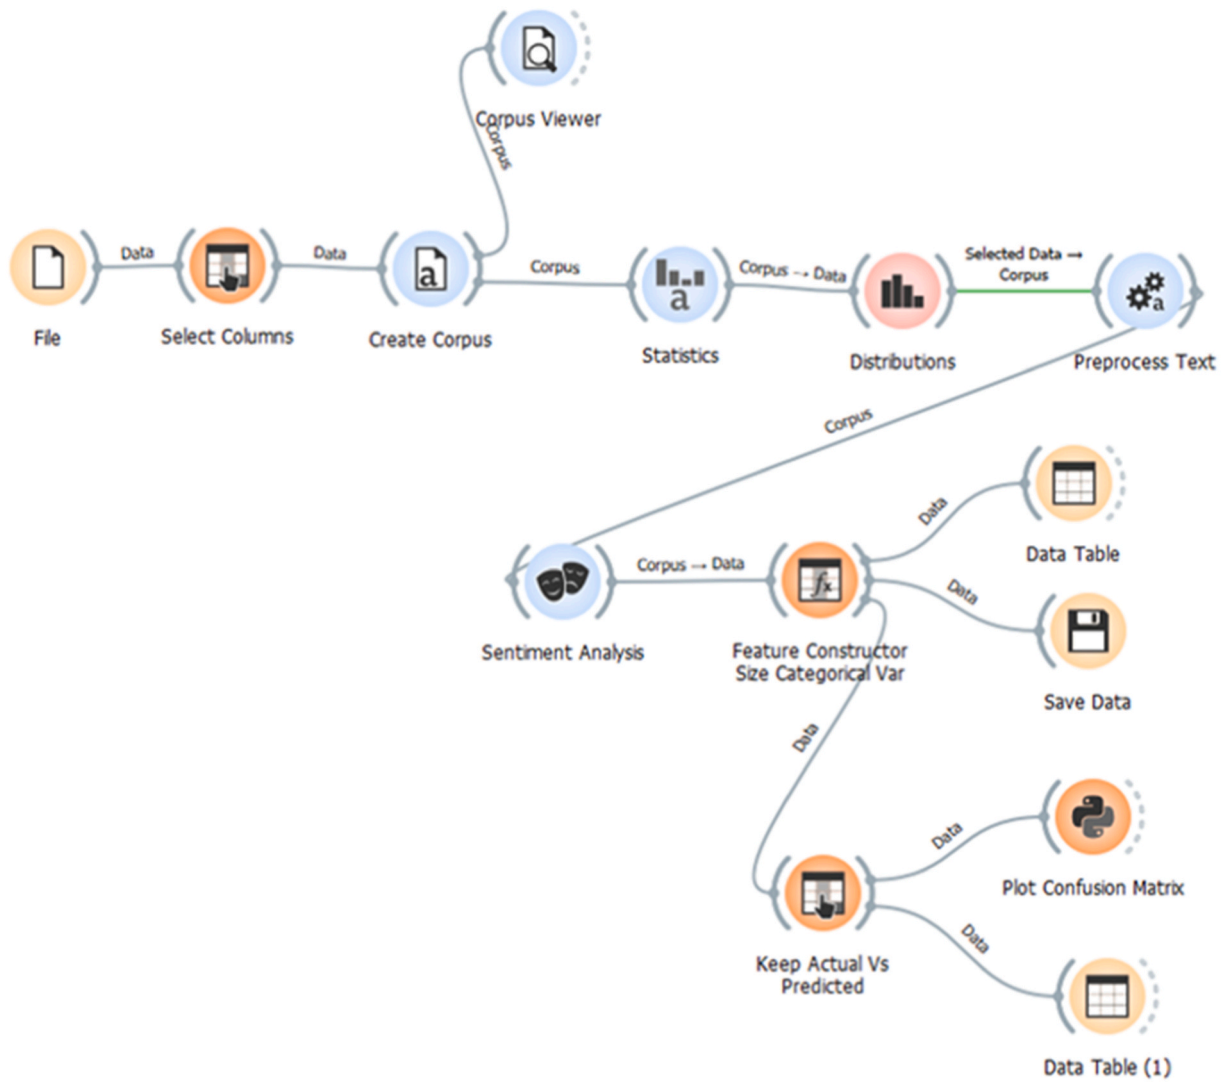 Corpus Viewer
Corpus
Data
Data
Corpus
Corpus → Data
Selected Data →
Corpus
File
Select Columns
a
Create Corpus
a
Statistics
Distributions
a
Preprocess Text
Corpus
Data
Data Table
Corpus → Data
fx
Data
Sentiment Analysis
Feature Constructor
Size Categorical Var
Save Data
Data
Data
Plot Confusion Matrix
Data
Keep Actual Vs
Predicted
Data Table (1)